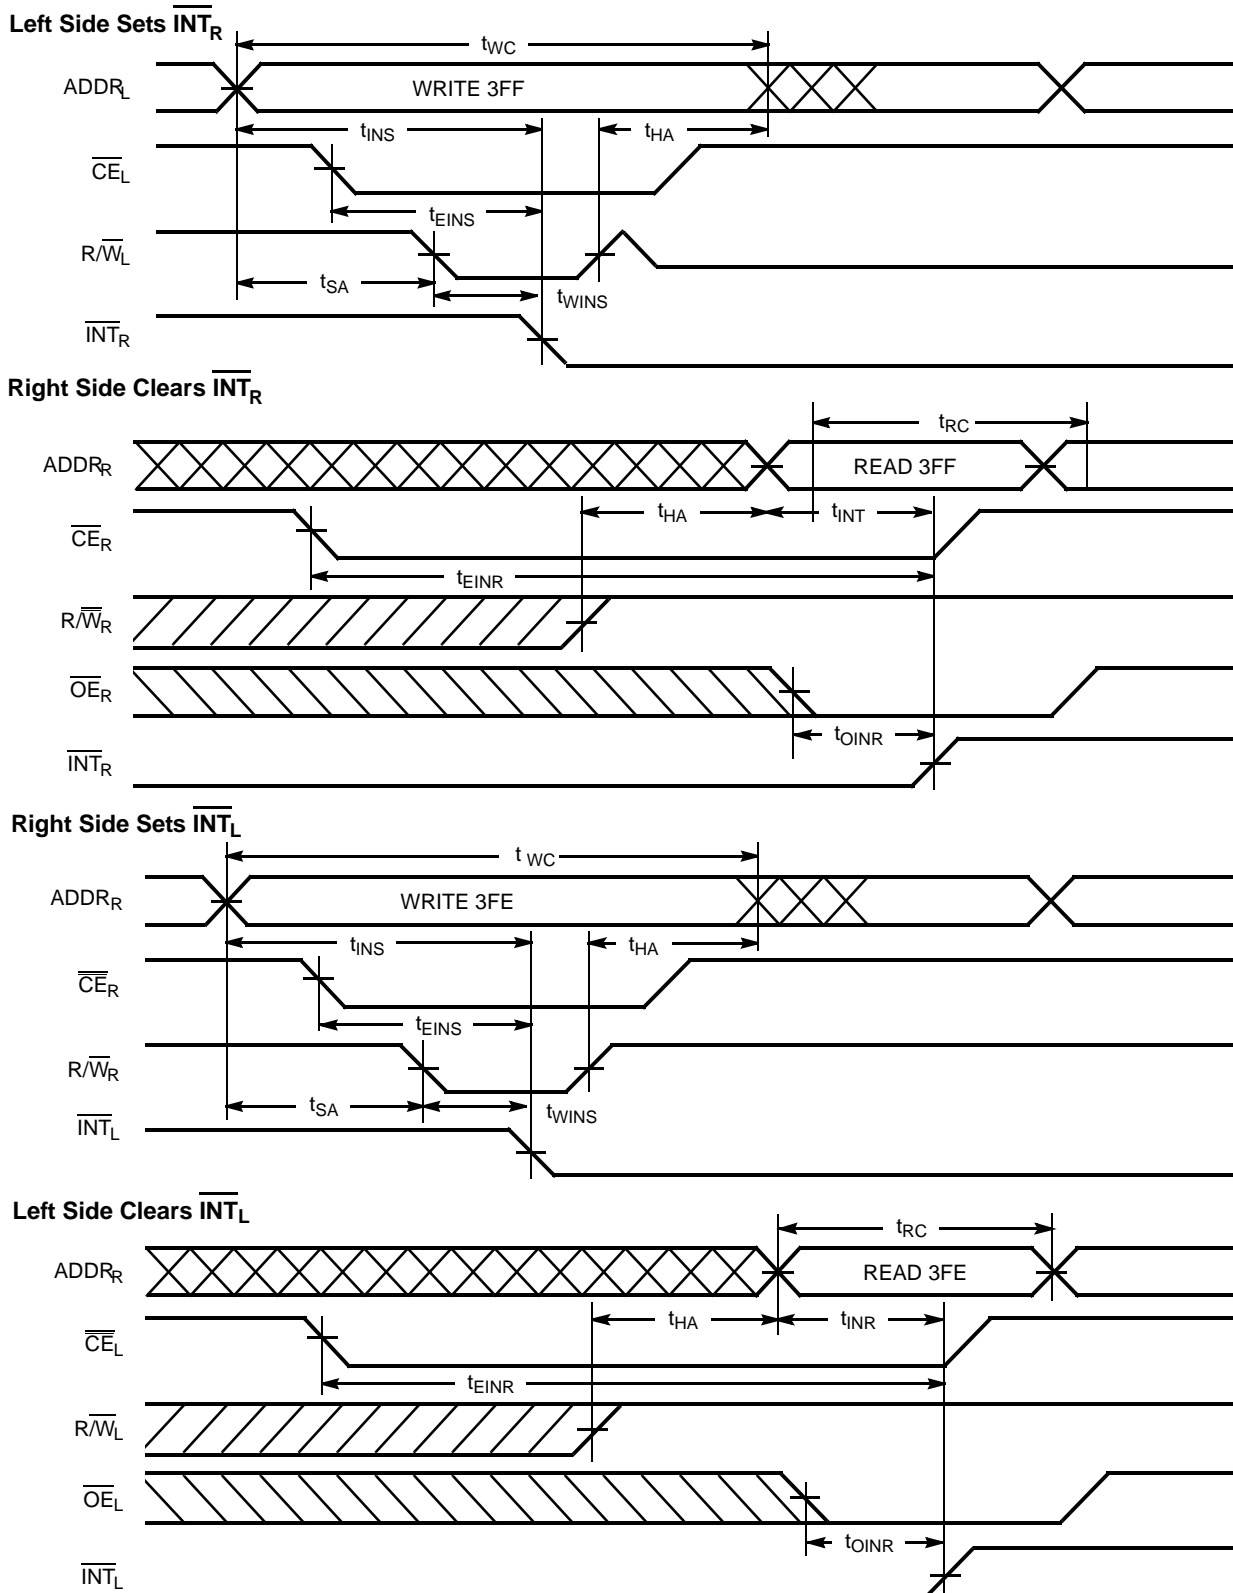 Left Side Sets INTR
tWC
ADDRL
WRITE 3FF
tINS
tHA
CEL
tEINS
R/WL
tSA
tWINS
INTR
Right Side Clears INTR
tRC
ADDRR
READ 3FF
tHA
tINT
CER
tEINR
R/WR
OER
tOINR
INTR
Right Side Sets INTL
t WC
ADDRR
WRITE 3FE
tINS
tHA
CER
tEINS
R/WR
tSA
tWINS
INTL
Left Side Clears INTL
tRC
ADDRR
READ 3FE
tHA
tINR
CEL
tEINR
R/WL
OEL
tOINR
INTL